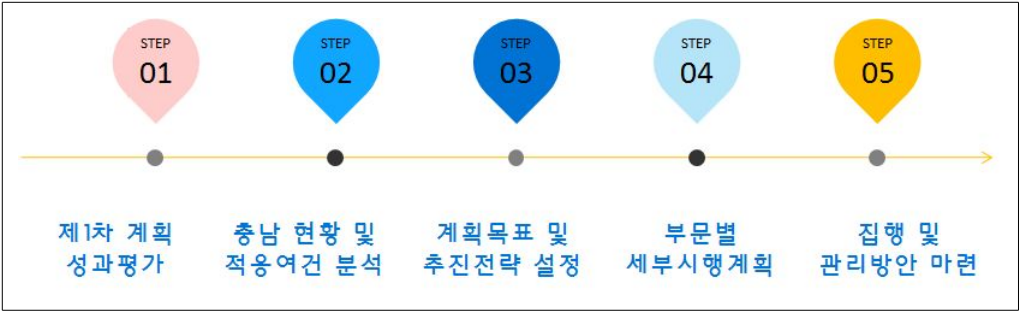 STEP
01
STEP
02
STEP
03
STEP
04
STEP
05
제1차 계획
성과평가
충남 현황 및
적응여건 분석
계획목표 및
추진전략 설정
부문별
세부시행계획
집행 및
관리방안 마련